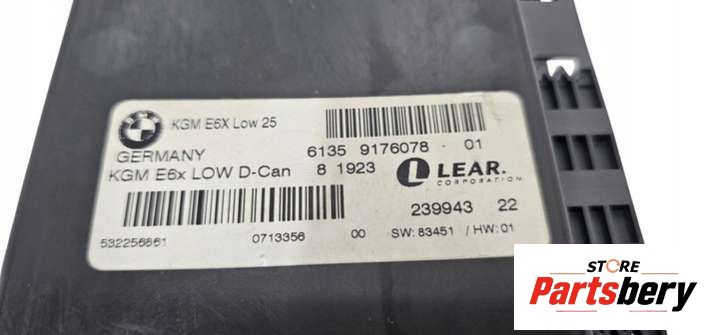 BMW
KGM E6X Low 25
GERMANY 6135 9176078 - 01
KGM E6x LOW D-Can 8 1923 LEAR.
CORPORATION
239943 22
532256861 0713356 00 SW: 83451 / HW: 01
STORE
Partsbery